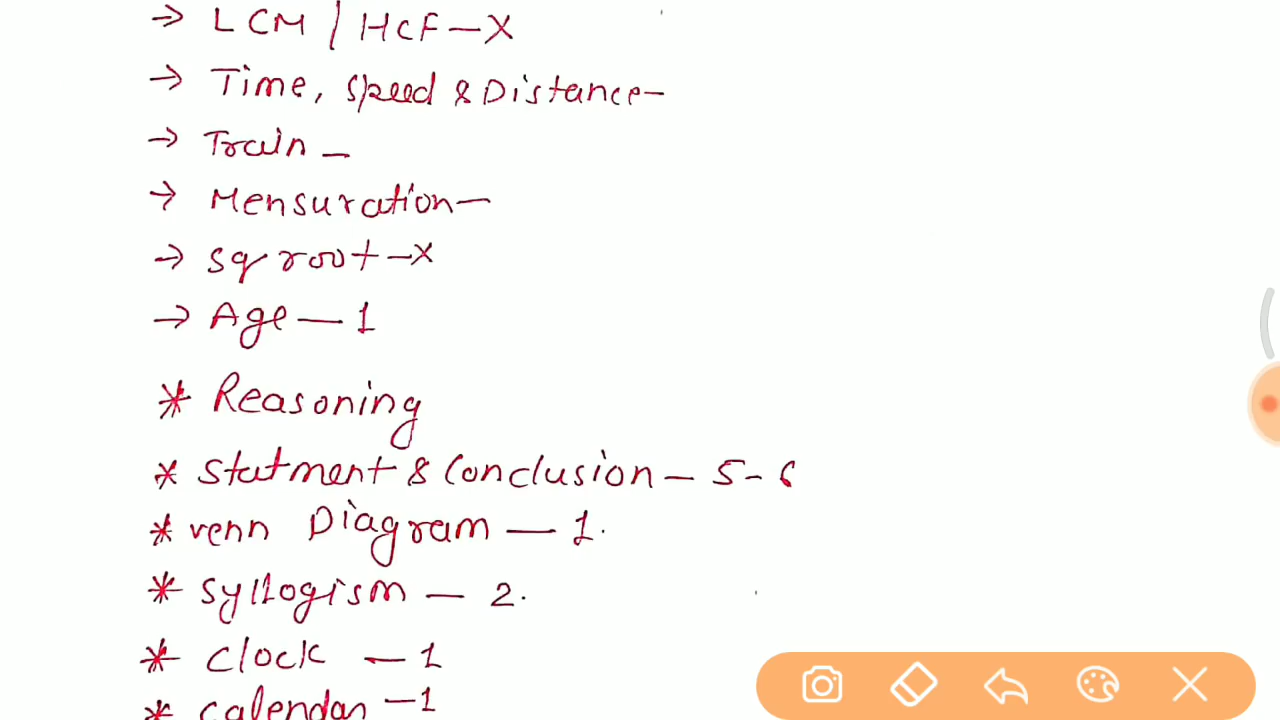 → LCM / HCF - X
→ Time, Speed & Distance -
→ Train -
→ Mensuration -
→ sq root - X
→ Age - 1
* Reasoning
* Statment & Conclusion - 5-6
* venn Diagram - 1.
* Syllogism - 2.
* Clock - 1
* calendar - 1